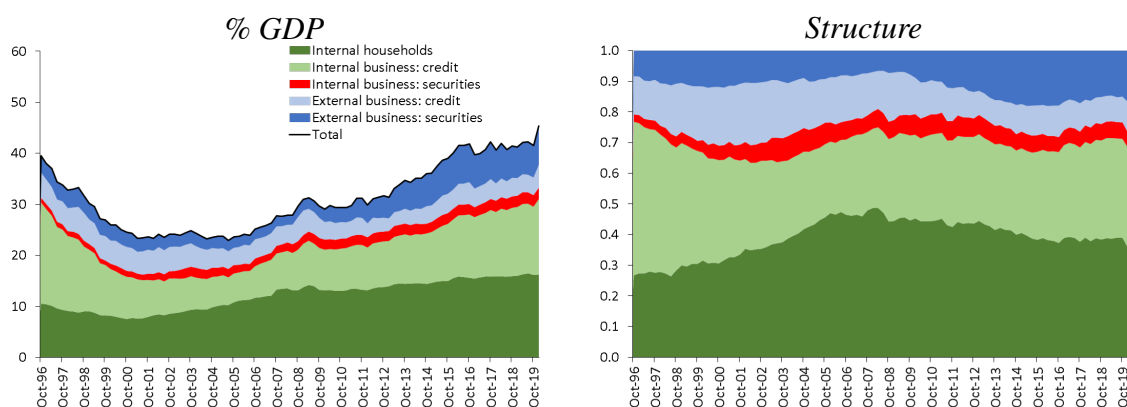 % GDP
Internal households
Internal business: credit
Internal business: securities
External business: credit
External business: securities
Total
60
50
40
30
20
10
0
Oct-96
Oct-97
Oct-98
Oct-99
Oct-00
Oct-01
Oct-02
Oct-03
Oct-04
Oct-05
Oct-06
Oct-07
Oct-08
Oct-09
Oct-10
Oct-11
Oct-12
Oct-13
Oct-14
Oct-15
Oct-16
Oct-17
Oct-18
Oct-19
Structure
1.0
0.9
0.8
0.7
0.6
0.5
0.4
0.3
0.2
0.1
0.0
Oct-96
Oct-97
Oct-98
Oct-99
Oct-00
Oct-01
Oct-02
Oct-03
Oct-04
Oct-05
Oct-06
Oct-07
Oct-08
Oct-09
Oct-10
Oct-11
Oct-12
Oct-13
Oct-14
Oct-15
Oct-16
Oct-17
Oct-18
Oct-19